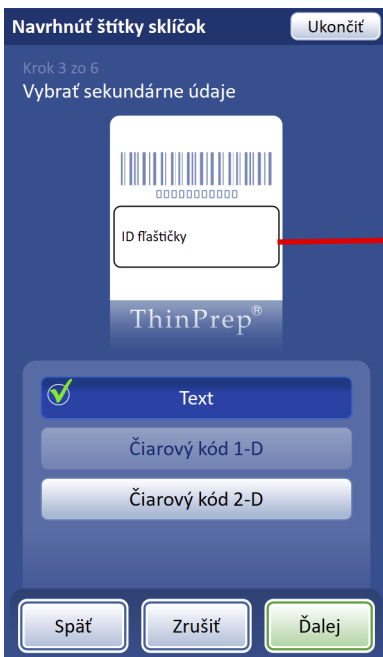 Navrhnúť štítky sklíčok
Ukončiť
Krok 3 zo 6
Vybrať sekundárne údaje
00000000000
ID fľaštičky
ThinPrep®
Text
Čiarový kód 1-D
Čiarový kód 2-D
Späť
Zrušiť
Ďalej